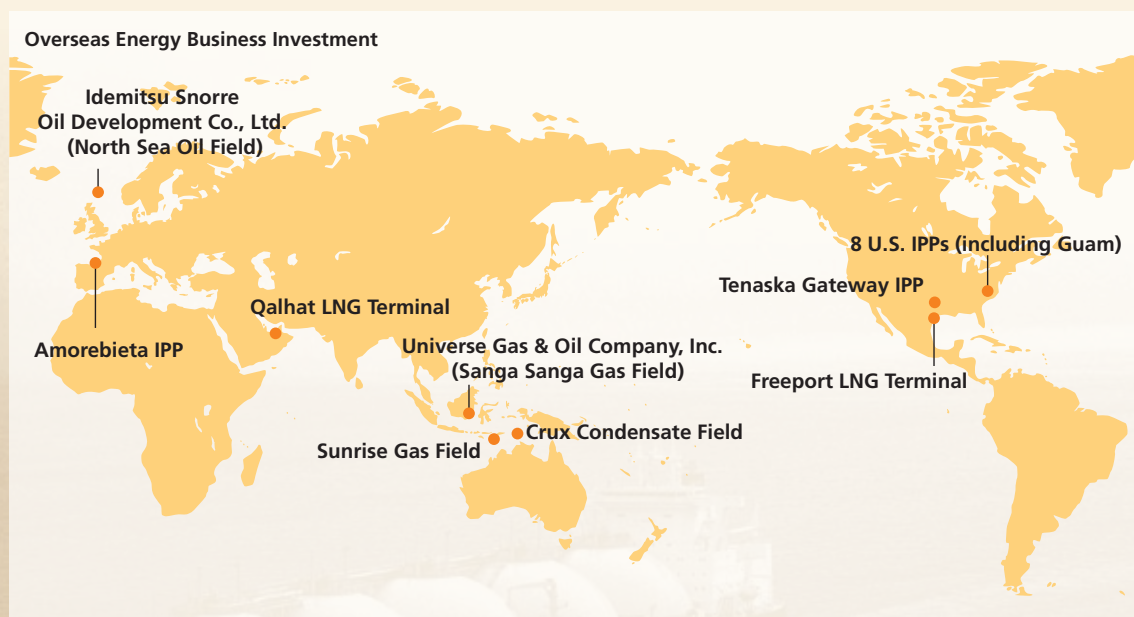 Overseas Energy Business Investment
Idemitsu Snorre
Oil Development Co., Ltd.
(North Sea Oil Field)
8 U.S. IPPs (including Guam)
Tenaska Gateway IPP
Qalhat LNG Terminal
Amorebieta IPP
Universe Gas & Oil Company, Inc.
(Sanga Sanga Gas Field)
Freeport LNG Terminal
Crux Condensate Field
Sunrise Gas Field